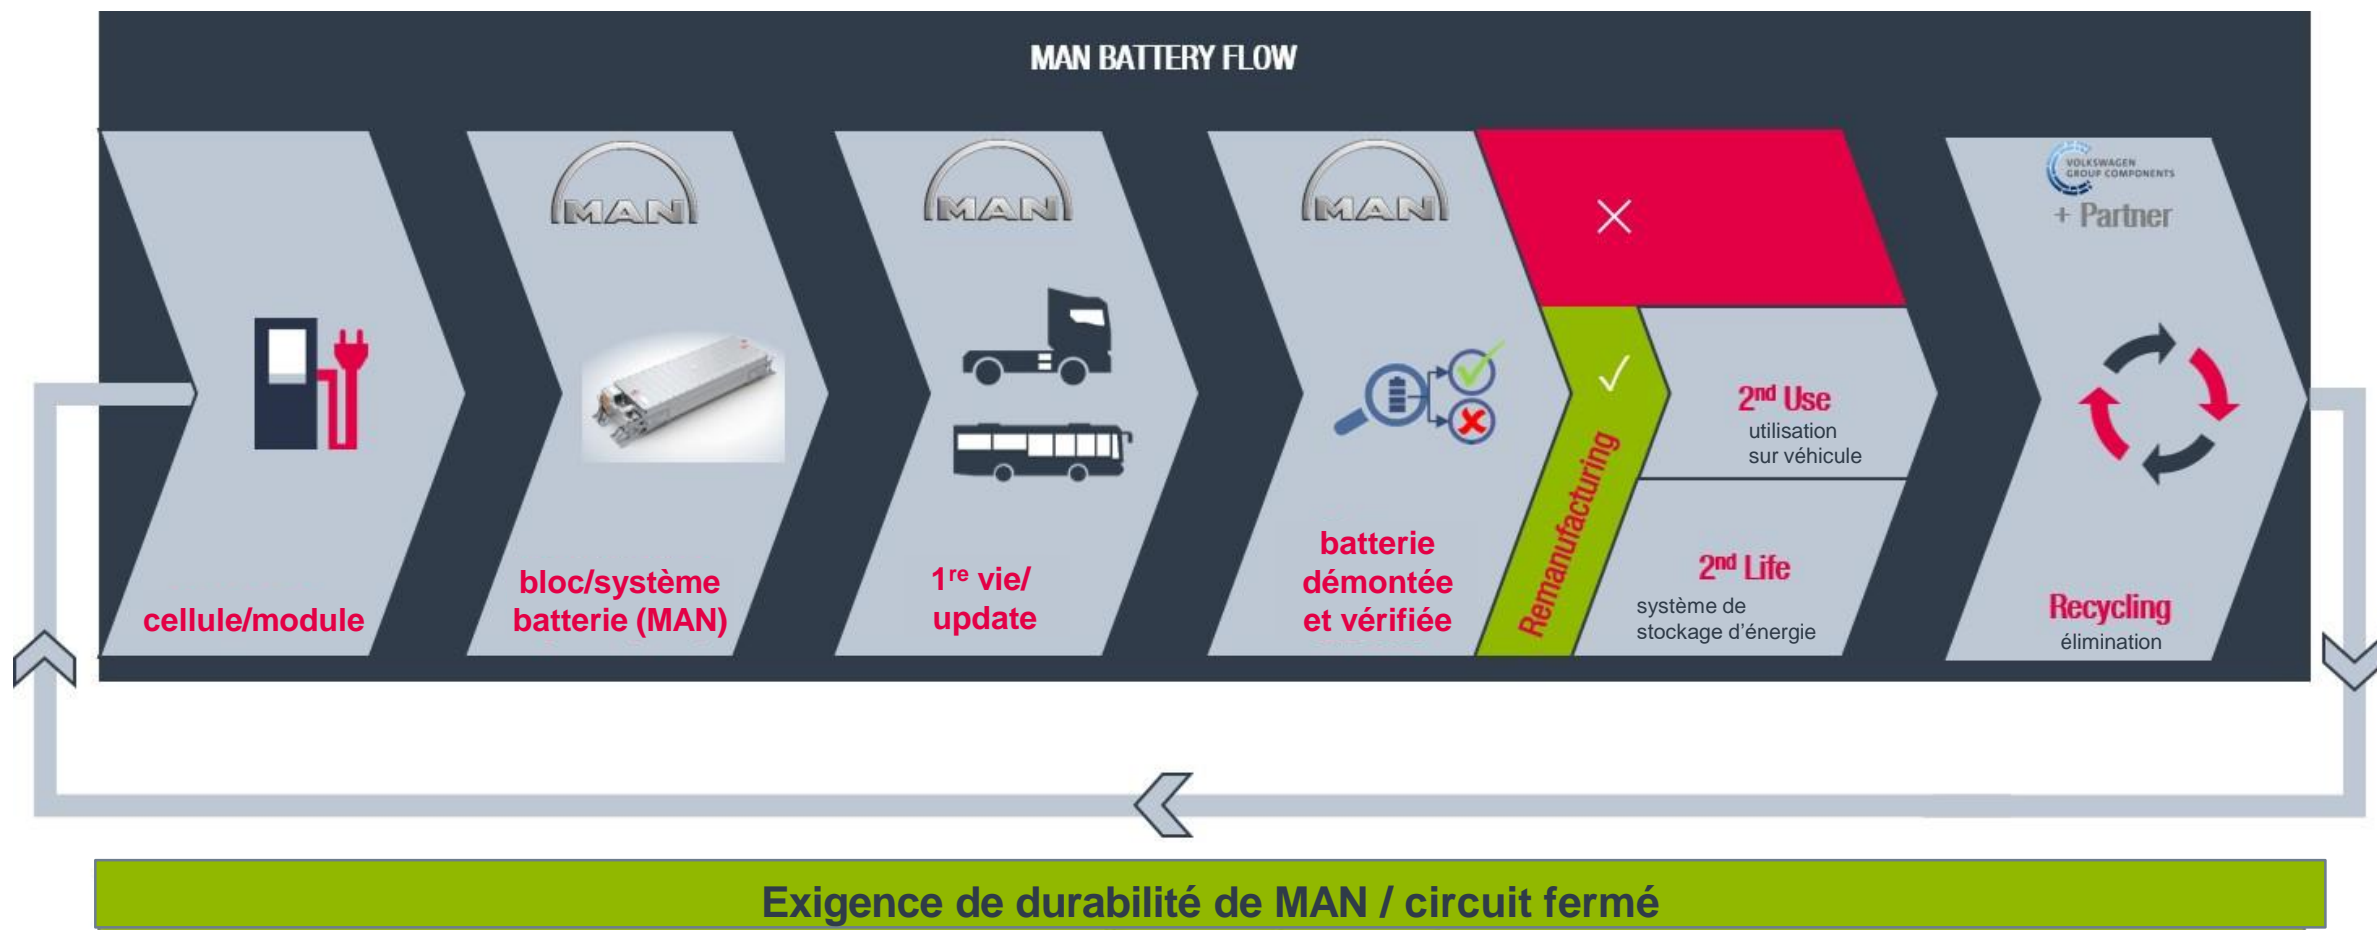 MAN BATTERY FLOW
cellule/module
MAN
bloc/système
batterie (MAN)
MAN
1re vie/
update
MAN
batterie
démontée
et vérifiée
Remanufacturing
2nd Use
utilisation
sur véhicule
2nd Life
système de
stockage d’énergie
VOLKSWAGEN
GROUP COMPONENTS
+ Partner
Recycling
élimination
Exigence de durabilité de MAN / circuit fermé